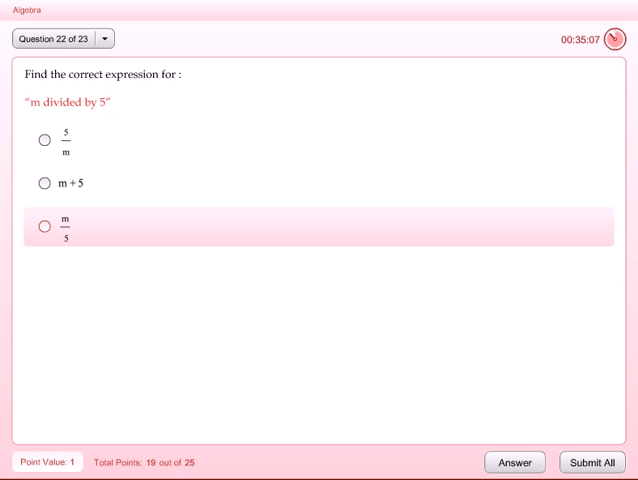 Algebra
Question 22 of 23
00:35:07
Find the correct expression for :
“m divided by 5”
5
m
m + 5
m
5
Point Value: 1
Total Points: 19 out of 25
Answer
Submit All